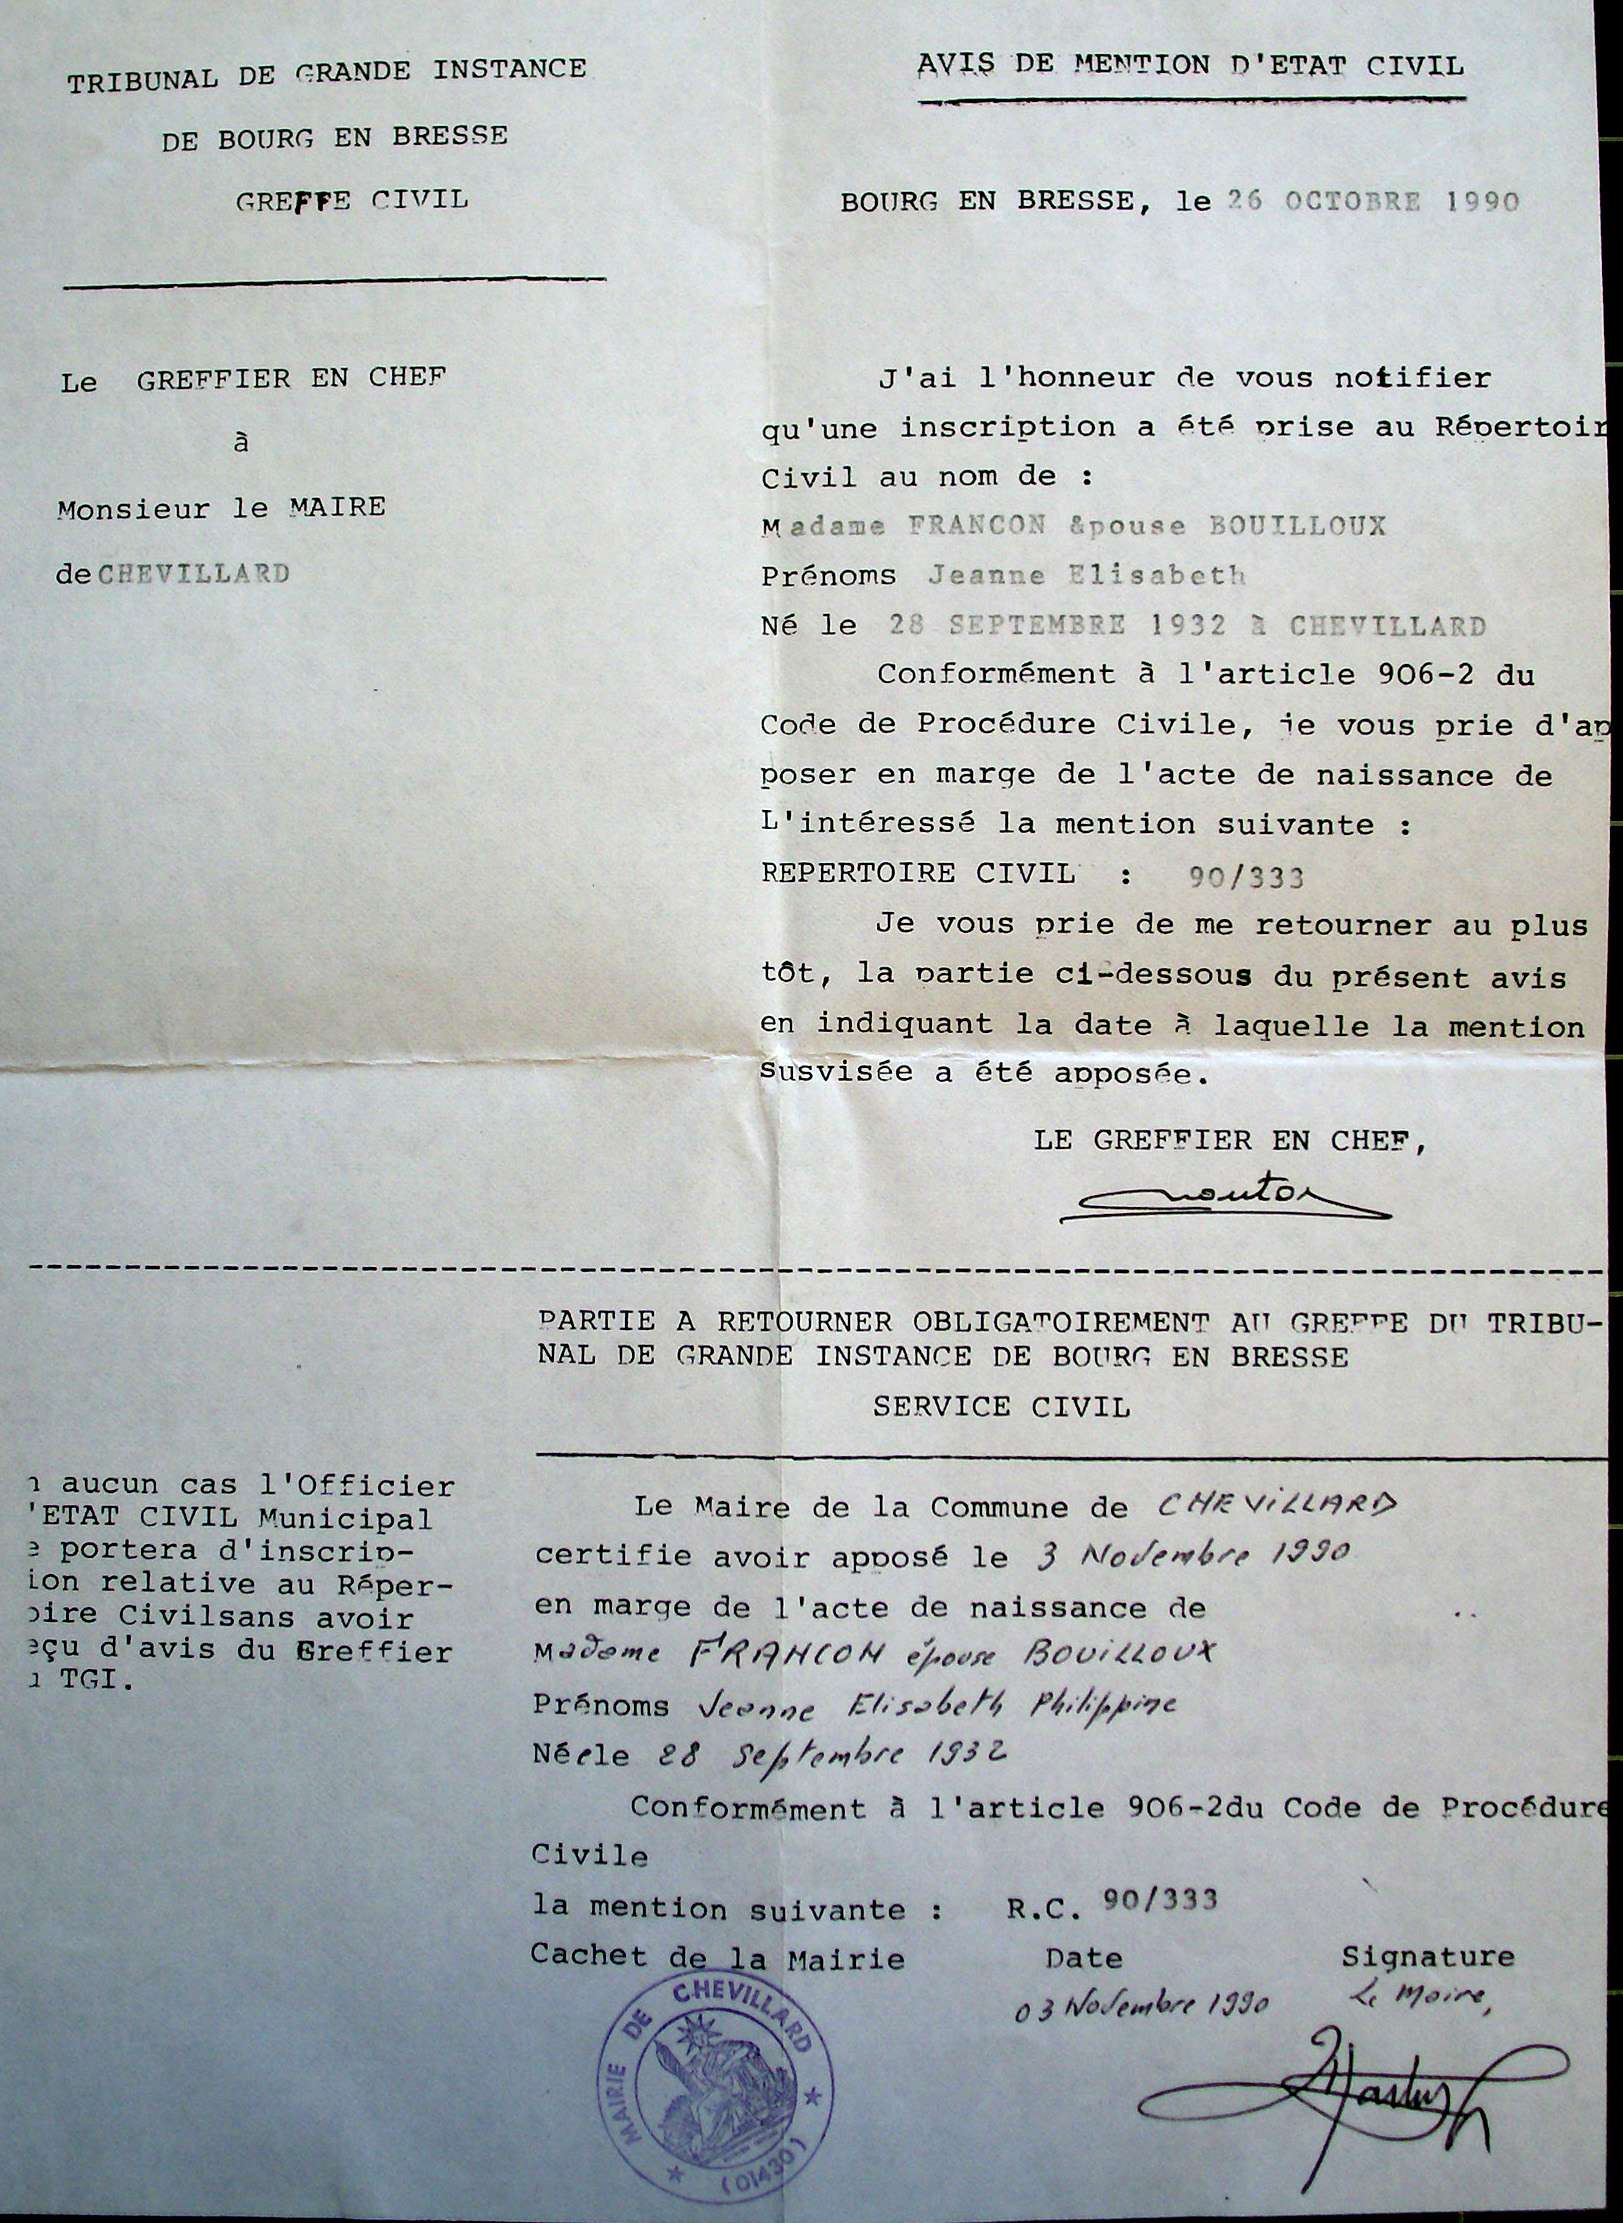 TRIBUNAL DE GRANDE INSTANCE
DE BOURG EN BRESSE
GREFFE CIVIL
Le GREFFIER EN CHEF
à
Monsieur le MAIRE
de CHEVILLARD
AVIS DE MENTION D'ETAT CIVIL
BOURG EN BRESSE, le 26 OCTOBRE 1990
J'ai l'honneur de vous notifier
qu'une inscription a été prise au Répertoir
Civil au nom de :
Madame FRANCON &pouse BOUILLOUX
Prénoms Jeanne Elisabeth
Né le 28 SEPTEMBRE 1932 à CHEVILLARD
Conformément à l'article 906-2 du
Code de Procédure Civile, je vous prie d'ap
poser en marge de l'acte de naissance de
L'intéressé la mention suivante :
REPERTOIRE CIVIL : 90/333
Je vous prie de me retourner au plus
tôt, la partie ci-dessous du présent avis
en indiquant la date à laquelle la mention
susvisée a été apposée.
LE GREFFIER EN CHEF,
PARTIE A RETOURNER OBLIGATOIREMENT AU GREFFE DU TRIBU-
NAL DE GRANDE INSTANCE DE BOURG EN BRESSE
SERVICE CIVIL
n aucun cas l'Officier
'ETAT CIVIL Municipal
e portera d'inscrip-
ion relative au Réper-
oire Civilsans avoir
eçu d'avis du Greffier
u TGI.
Le Maire de la Commune de CHEVILLARD
certifie avoir apposé le 3 Novembre 1990
en marge de l'acte de naissance de
Madame FRANCON épouse BOUILLOUX
Prénoms Jeanne Elisabeth Philippine
Néele 28 Septembre 1932
Conformément à l'article 906-2du Code de Procédure
Civile
la mention suivante : R.C. 90/333
Cachet de la Mairie Date Signature
03 Novembre 1990 Le Maire,
MAIRIE DE CHEVILLARD
(01430)